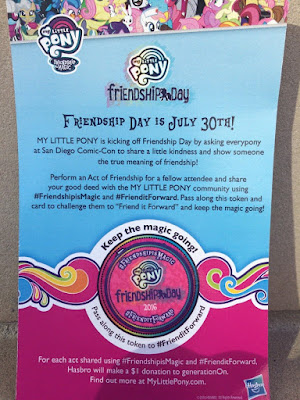 MY LITTLE PONY
FRIENDSHIP IS MAGIC
MY LITTLE PONY
friendship Day
FRIENDSHIP DAY IS JULY 30TH!
MY LITTLE PONY is kicking off Friendship Day by asking everypony
at San Diego Comic-Con to share a little kindness and show someone
the true meaning of friendship!
Perform an Act of Friendship for a fellow attendee and share
your good deed with the MY LITTLE PONY community using
#FriendshipisMagic and #FrienditForward. Pass along this token and
card to challenge them to "Friend it Forward" and keep the magic going!
Keep the magic going!
#FriendshipisMagic
MY LITTLE PONY
friendship Day
#FrienditForward
Pass along this token to #FrienditForward
For each act shared using #FriendshipisMagic and #FrienditForward,
Hasbro will make a $1 donation to generationOn.
Find out more at MyLittlePony.com.
Hasbro